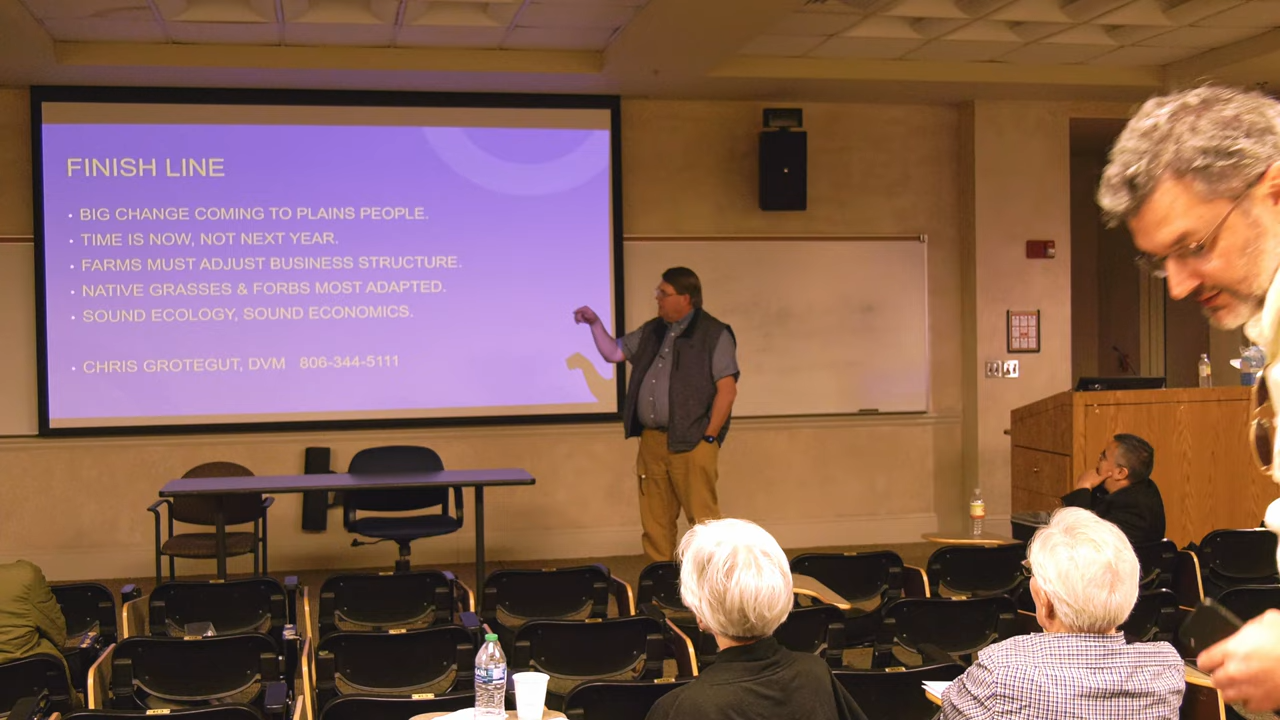 FINISH LINE
• BIG CHANGE COMING TO PLAINS PEOPLE.
• TIME IS NOW, NOT NEXT YEAR.
• FARMS MUST ADJUST BUSINESS STRUCTURE.
• NATIVE GRASSES & FORBS MOST ADAPTED.
• SOUND ECOLOGY, SOUND ECONOMICS.
• CHRIS GROTEGUT, DVM 806-344-5111